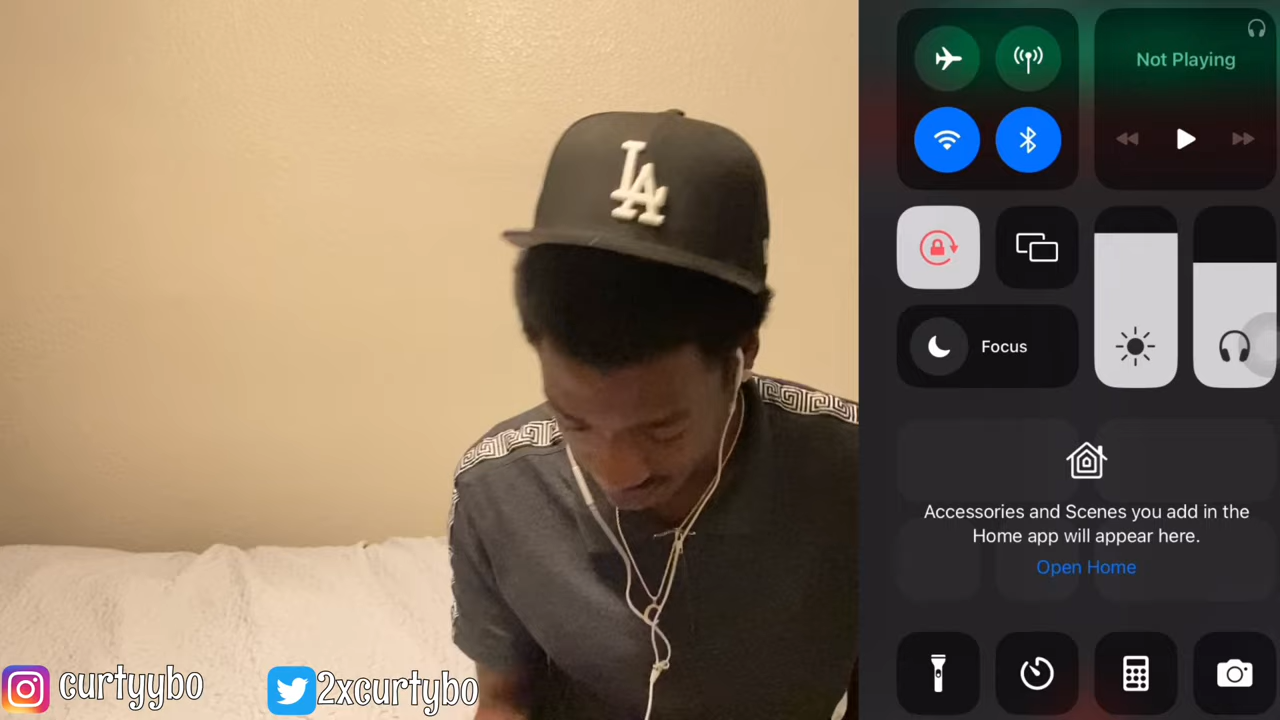 LA
Not Playing
Focus
Accessories and Scenes you add in the
Home app will appear here.
Open Home
curtyybo
2xcurtybo